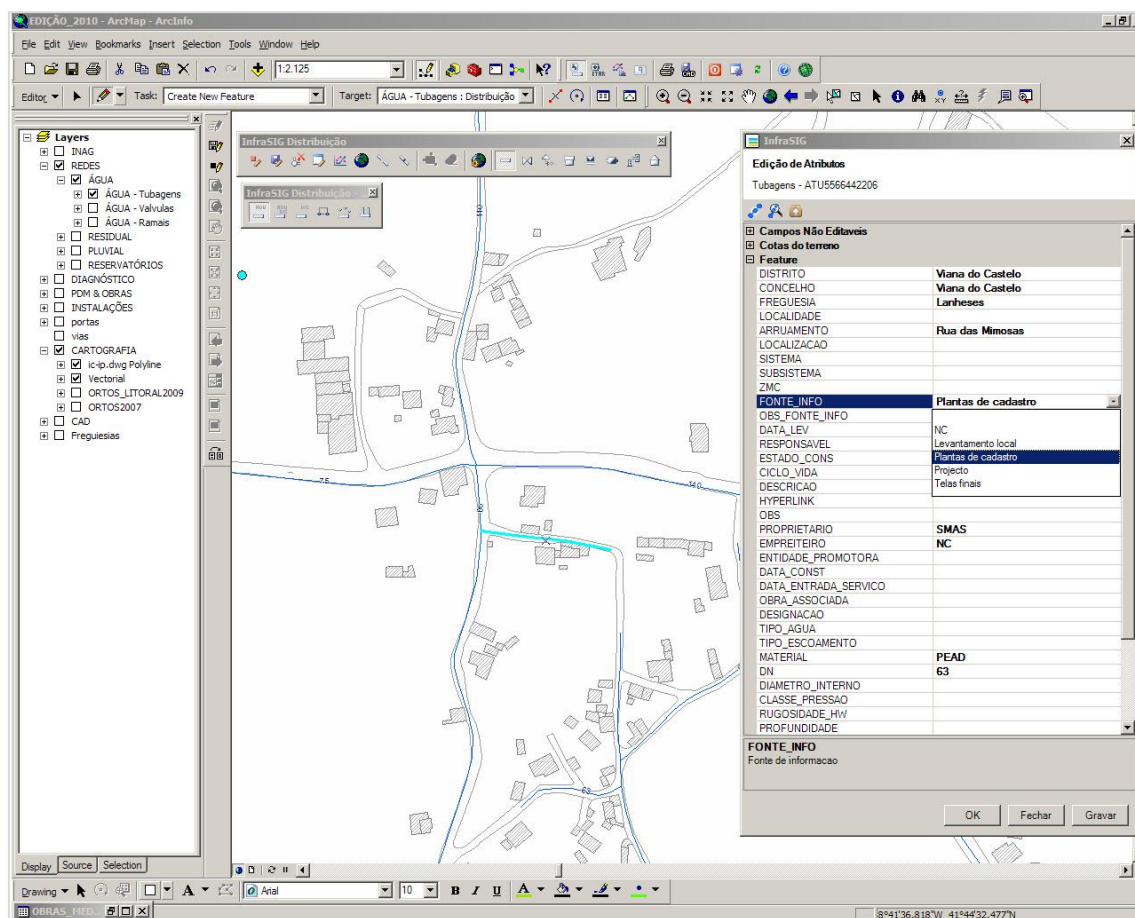 EDIÇÃO_2010 - ArcMap - ArcInfo
File Edit View Bookmarks Insert Selection Tools Window Help
1:2.125
Editor Task: Create New Feature Target: ÁGUA - Tubagens : Distribuição
Layers
INAG
REDES
ÁGUA
ÁGUA - Tubagens
ÁGUA - Valvulas
ÁGUA - Ramais
RESIDUAL
PLUVIAL
RESERVATÓRIOS
DIAGNÓSTICO
PDM & OBRAS
INSTALAÇÕES
portas
vias
CARTOGRAFIA
ic-ip.dwg Polyline
Vectorial
ORTOS_LITORAL2009
ORTOS2007
CAD
Freguiesias
Display Source Selection
InfraSIG Distribuição
InfraSIG Distribuição -
110
75
90
140
63
InfraSIG
Edição de Atributos
Tubagens - ATU5566442206
Campos Não Editaveis
Cotas do terreno
Feature
DISTRITO Viana do Castelo
CONCELHO Viana do Castelo
FREGUESIA Lanheses
LOCALIDADE
ARRUAMENTO Rua das Mimosas
LOCALIZACAO
SISTEMA
SUBSISTEMA
ZMC
FONTE_INFO Plantas de cadastro
OBS_FONTE_INFO
DATA_LEV NC
RESPONSAVEL Levantamento local
ESTADO_CONS Plantas de cadastro
CICLO_VIDA Projecto
DESCRICAO Telas finais
HYPERLINK
OBS
PROPRIETARIO SMAS
EMPREITEIRO NC
ENTIDADE_PROMOTORA
DATA_CONST
DATA_ENTRADA_SERVICO
OBRA_ASSOCIADA
DESIGNACAO
TIPO_AGUA
TIPO_ESCOAMENTO
MATERIAL PEAD
DN 63
DIAMETRO_INTERNO
CLASSE_PRESSAO
RUGOSIDADE_HW
PROFUNDIDADE
FONTE_INFO
Fonte de informacao
OK Fechar Gravar
Drawing A Arial 10 B I U A
OBRAS_MED...
8°41'36.818"W 41°44'32.477"N